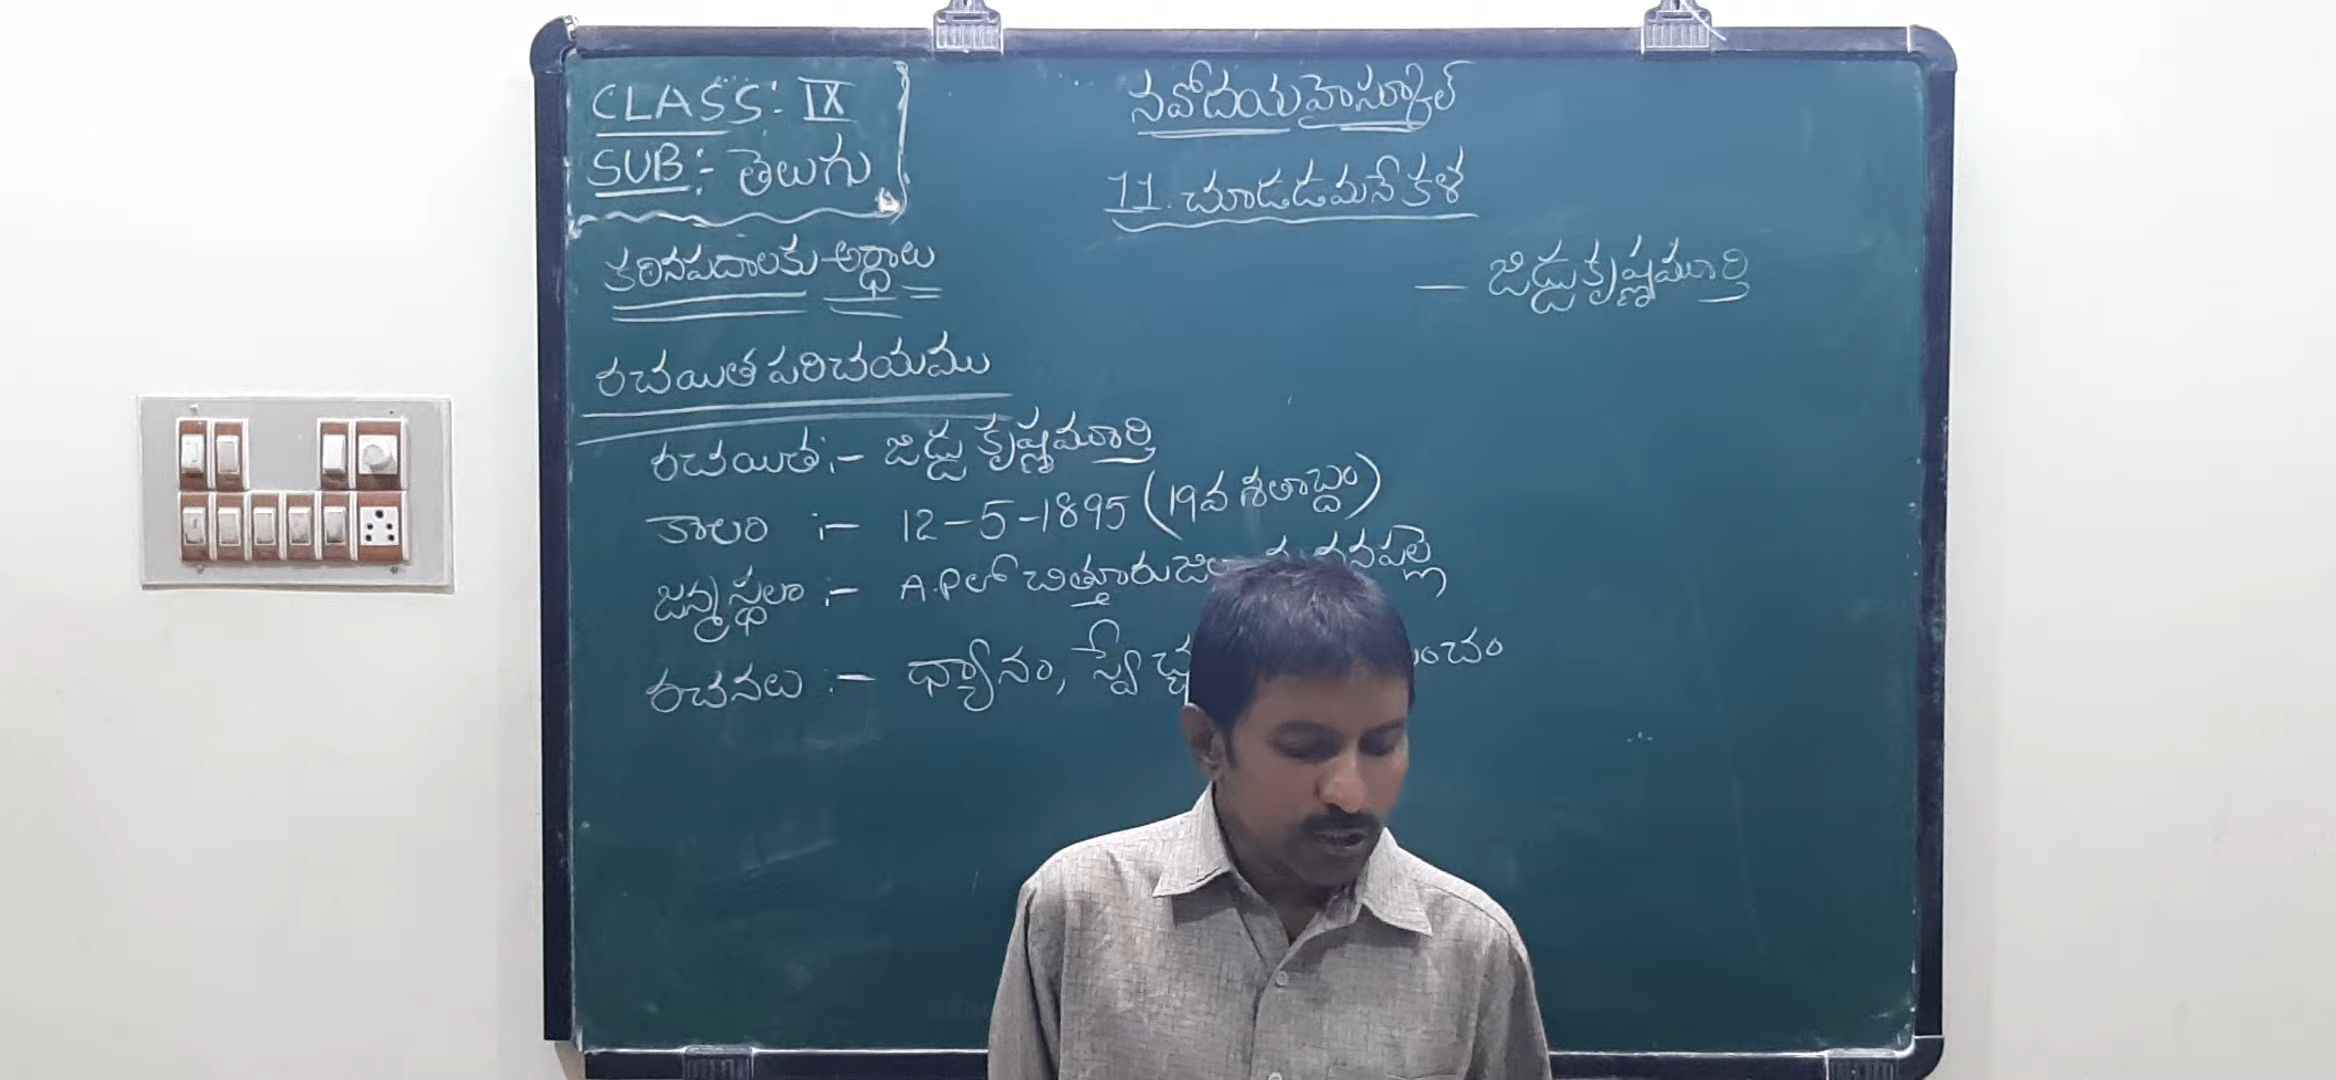 CLASS:- IX
SUB:- తెలుగు
నవోదయ హైస్కూల్
11. చూడడమనే కళ
— జిడ్డు కృష్ణమూర్తి
కఠినపదాలకు అర్ధాలు
రచయిత పరిచయము
రచయిత :- జిడ్డు కృష్ణమూర్తి
కాలం :- 12-5-1895 (19వ శతాబ్దం)
జన్మస్థలం :- A.P లో చిత్తూరు
రచనలు :- ధ్యానం,